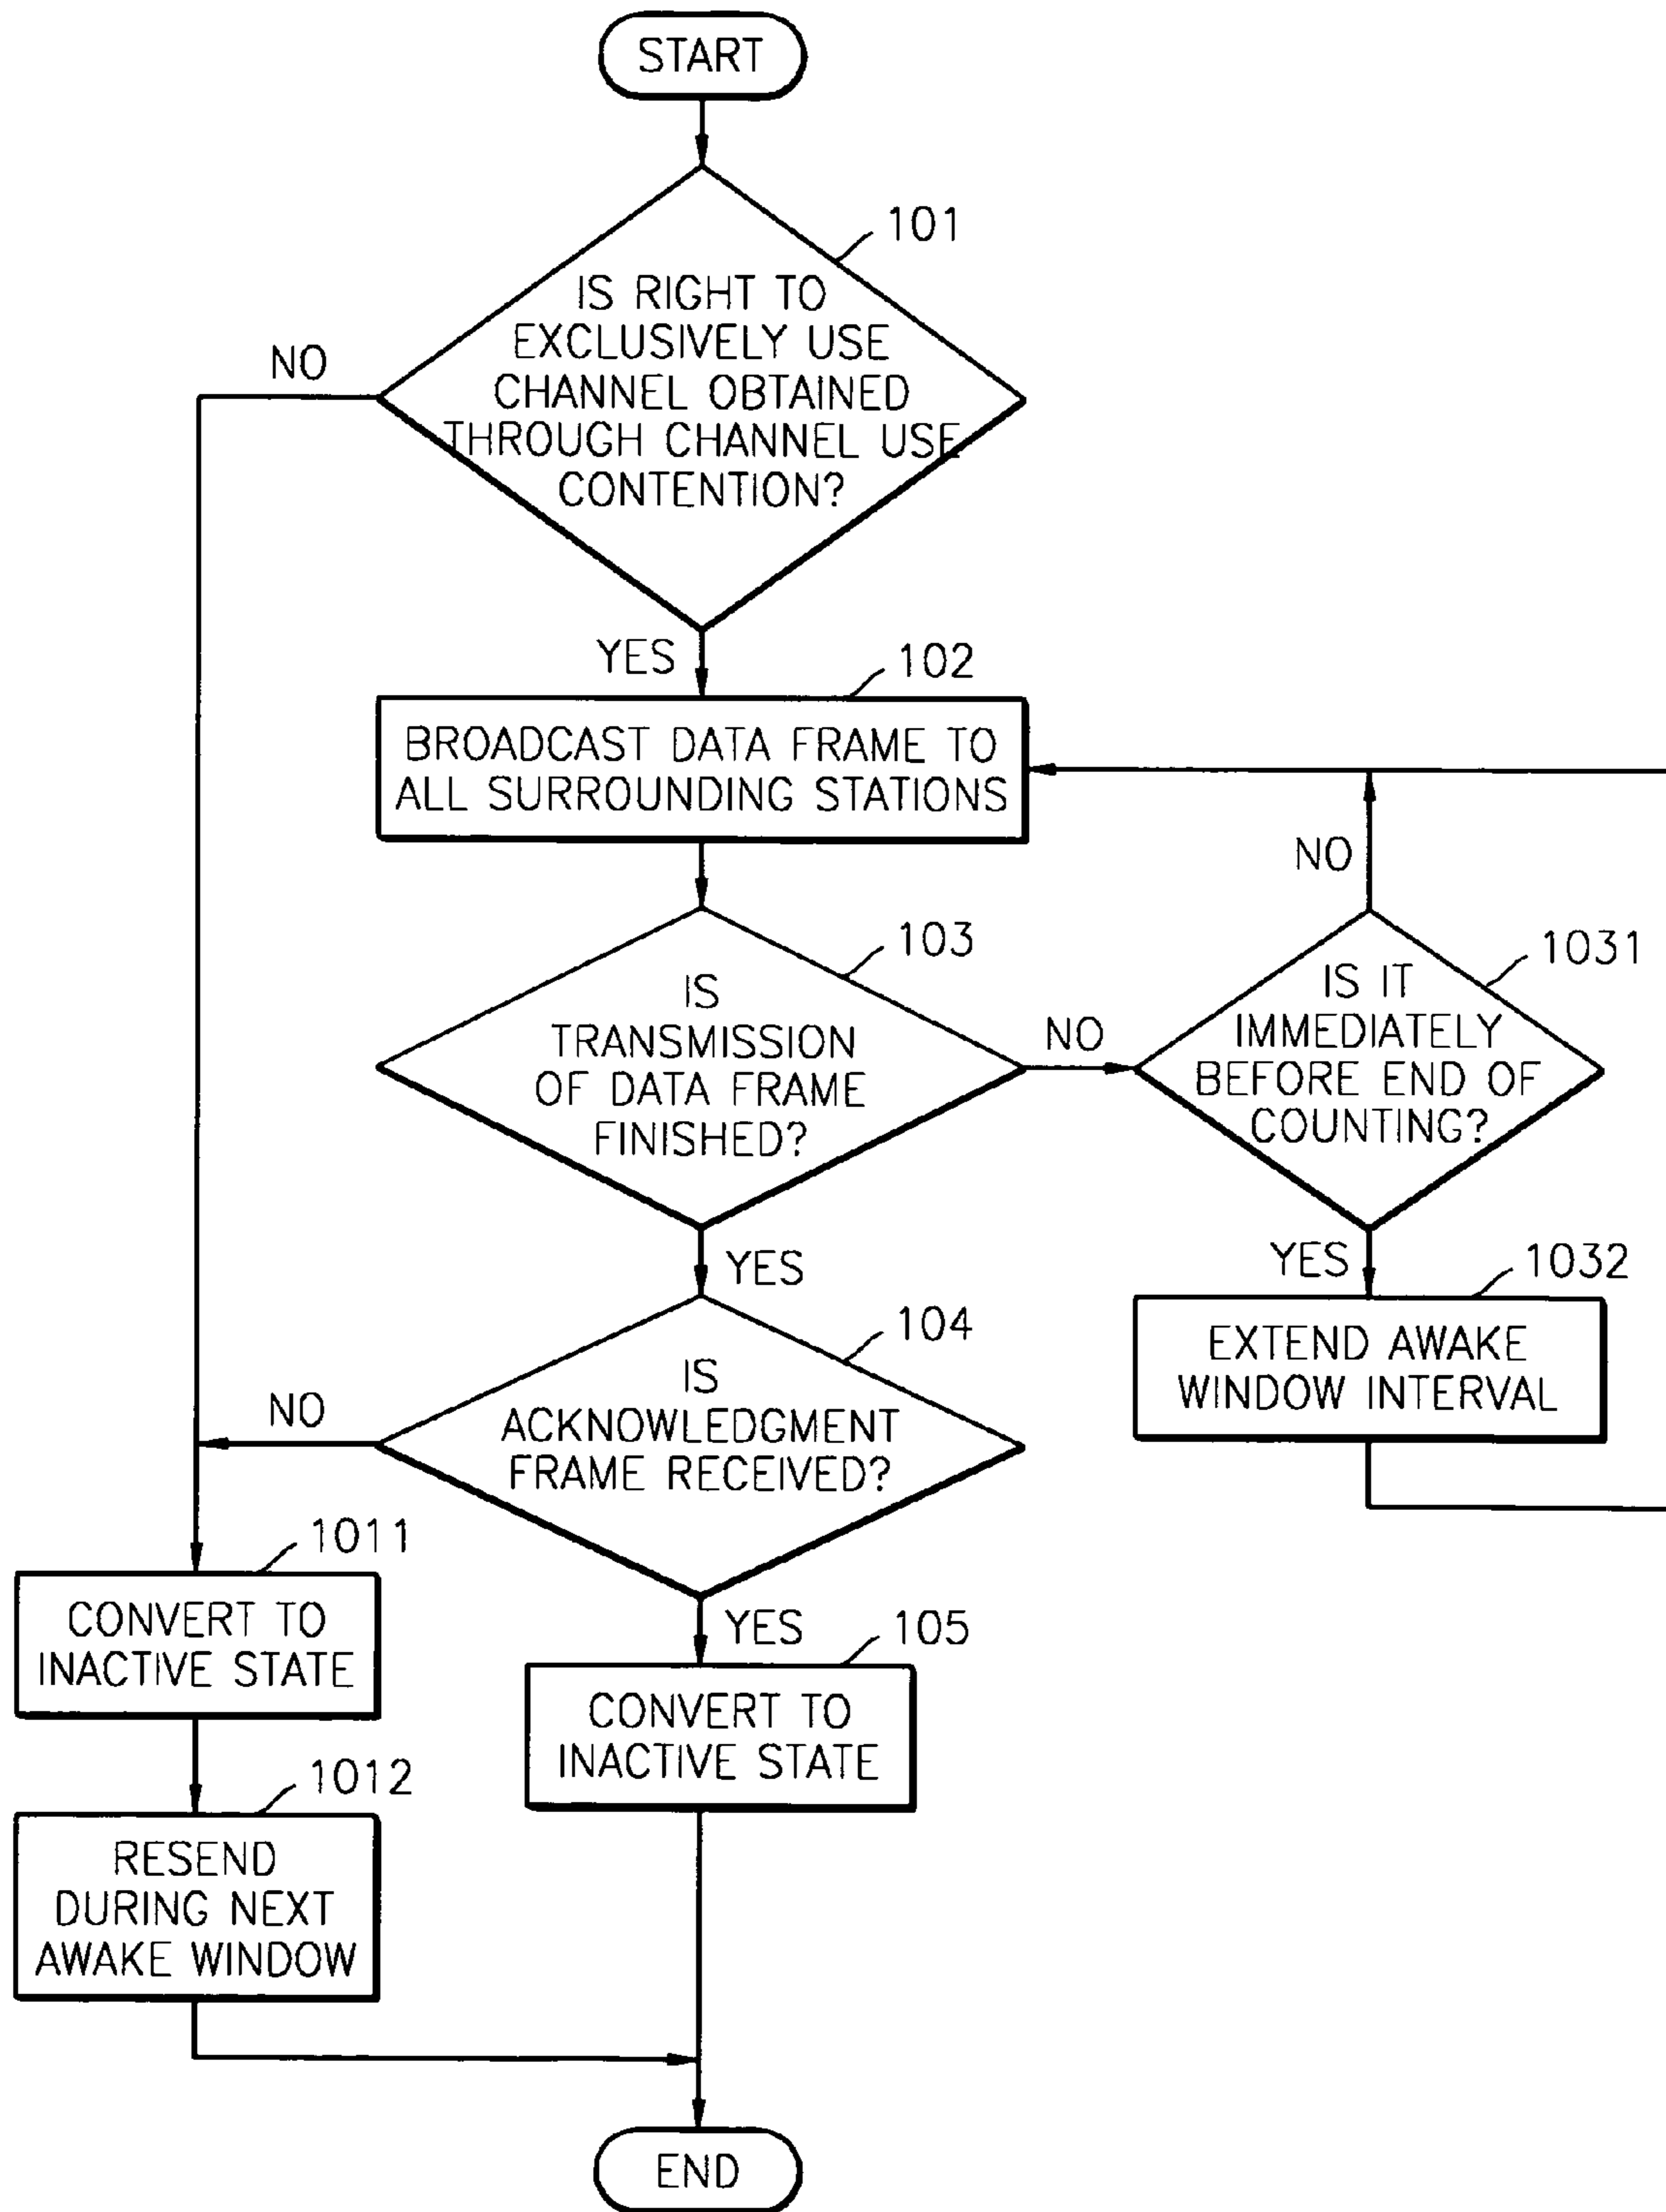 START
101
IS RIGHT TO
EXCLUSIVELY USE
CHANNEL OBTAINED
THROUGH CHANNEL USE
CONTENTION?
NO
YES
102
BROADCAST DATA FRAME TO
ALL SURROUNDING STATIONS
NO
103
IS
TRANSMISSION
OF DATA FRAME
FINISHED?
NO
1031
IS IT
IMMEDIATELY
BEFORE END OF
COUNTING?
YES
YES
1032
EXTEND AWAKE
WINDOW INTERVAL
104
IS
ACKNOWLEDGMENT
FRAME RECEIVED?
NO
1011
CONVERT TO
INACTIVE STATE
YES
105
CONVERT TO
INACTIVE STATE
1012
RESEND
DURING NEXT
AWAKE WINDOW
END